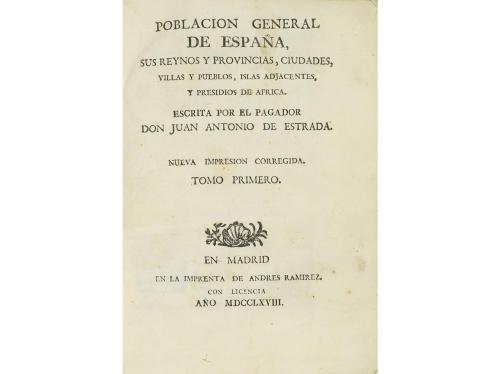 POBLACION GENERAL
DE ESPAÑA,
SUS REYNOS Y PROVINCIAS, CIUDADES,
VILLAS Y PUEBLOS, ISLAS ADJACENTES,
Y PRESIDIOS DE AFRICA.
ESCRITA POR EL PAGADOR
DON JUAN ANTONIO DE ESTRADA.
NUEVA IMPRESION CORREGIDA.
TOMO PRIMERO.
EN MADRID
EN LA IMPRENTA DE ANDRES RAMIREZ.
CON LICENCIA
AÑO MDCCLXVIII.